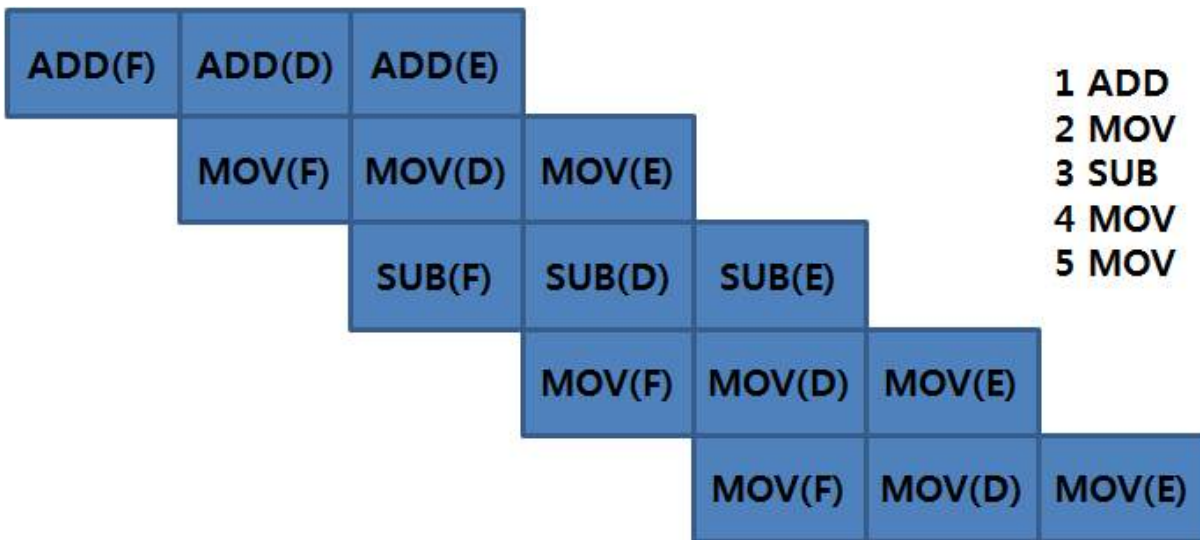 ADD(F) ADD(D) ADD(E)
MOV(F) MOV(D) MOV(E)
SUB(F) SUB(D) SUB(E)
MOV(F) MOV(D) MOV(E)
MOV(F) MOV(D) MOV(E)
1 ADD
2 MOV
3 SUB
4 MOV
5 MOV